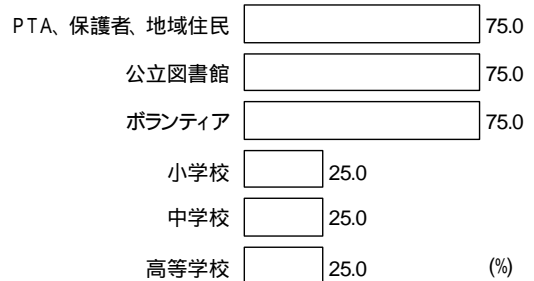 PTA、保護者、地域住民 75.0
公立図書館 75.0
ボランティア 75.0
小学校 25.0
中学校 25.0
高等学校 25.0 (%)